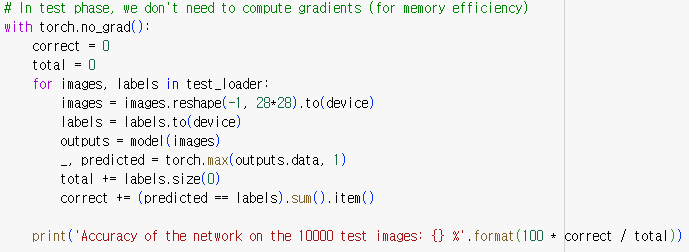 # In test phase, we don't need to compute gradients (for memory efficiency)
with torch.no_grad():
    correct = 0
    total = 0
    for images, labels in test_loader:
        images = images.reshape(-1, 28*28).to(device)
        labels = labels.to(device)
        outputs = model(images)
        _, predicted = torch.max(outputs.data, 1)
        total += labels.size(0)
        correct += (predicted == labels).sum().item()

    print('Accuracy of the network on the 10000 test images: {} %'.format(100 * correct / total))